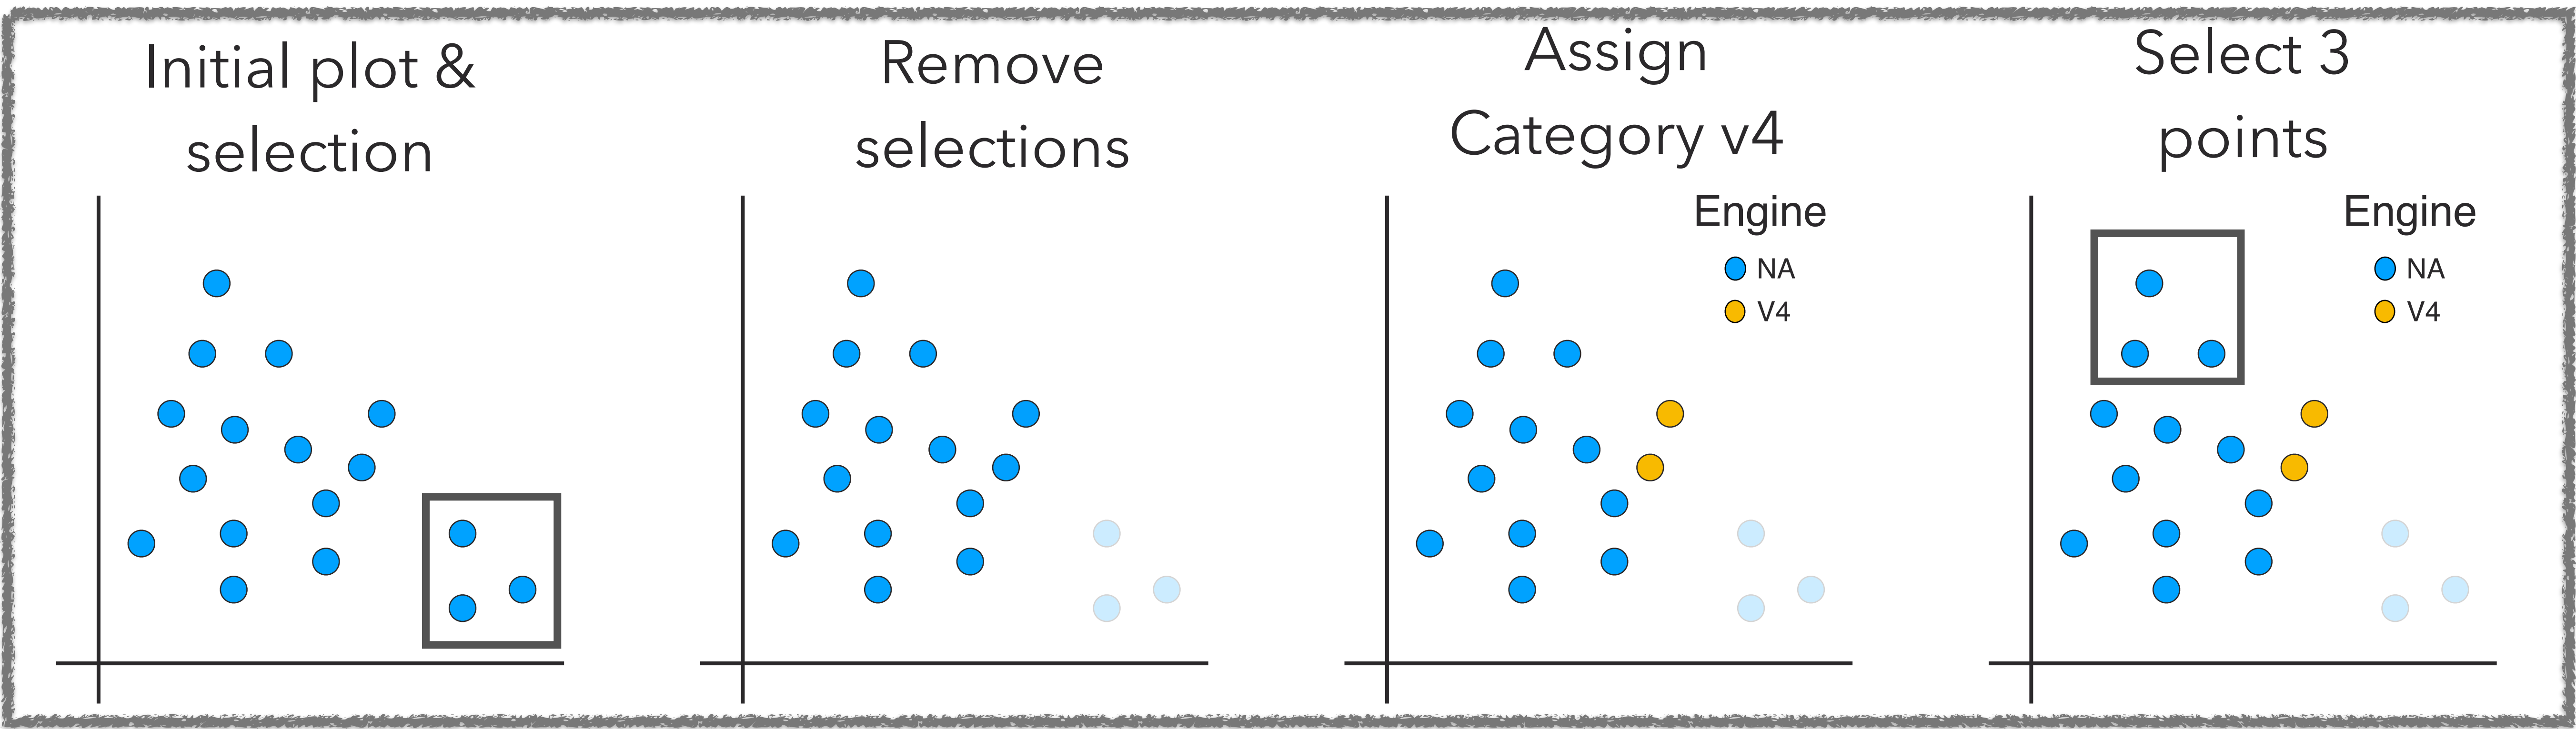 Initial plot &
selection
Remove
selections
Assign
Category v4
Engine
NA
V4
Select 3
points
Engine
NA
V4